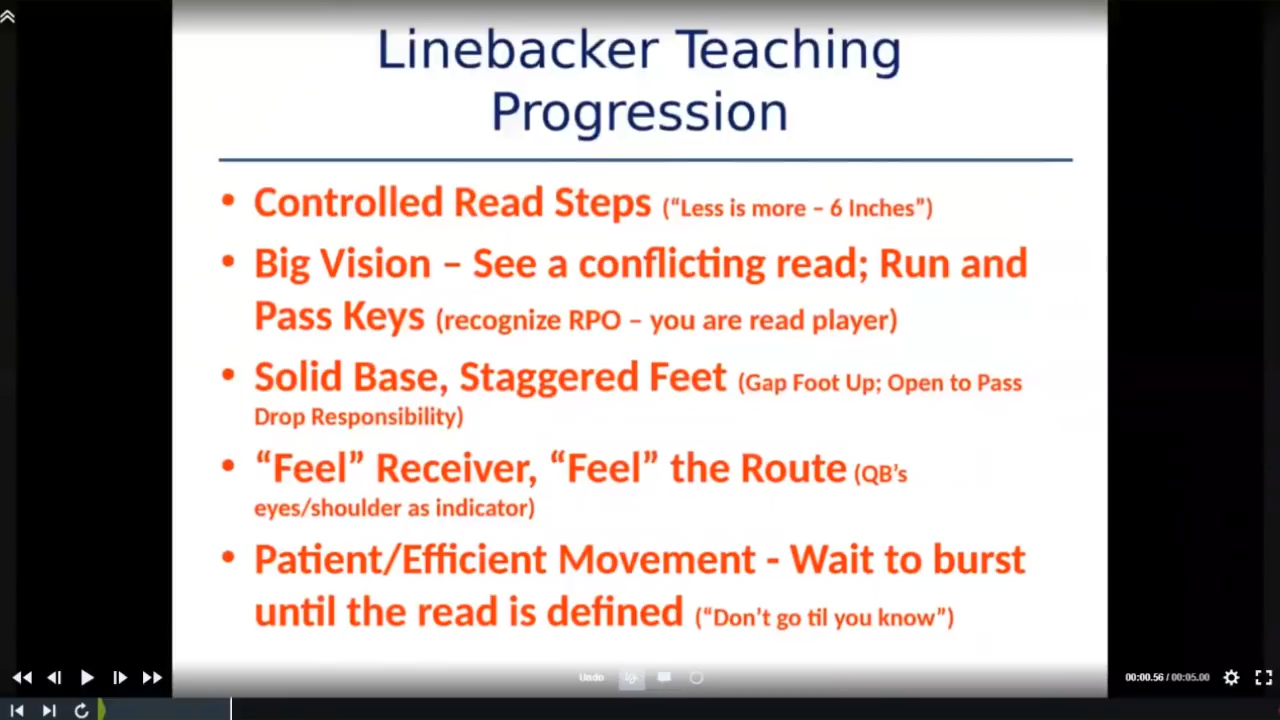 Linebacker Teaching
Progression
• Controlled Read Steps (“Less is more – 6 Inches”)
• Big Vision – See a conflicting read; Run and
Pass Keys (recognize RPO – you are read player)
• Solid Base, Staggered Feet (Gap Foot Up; Open to Pass
Drop Responsibility)
• “Feel” Receiver, “Feel” the Route (QB’s
eyes/shoulder as indicator)
• Patient/Efficient Movement - Wait to burst
until the read is defined (“Don’t go til you know”)
Undo
00:00.56 / 00:05.00